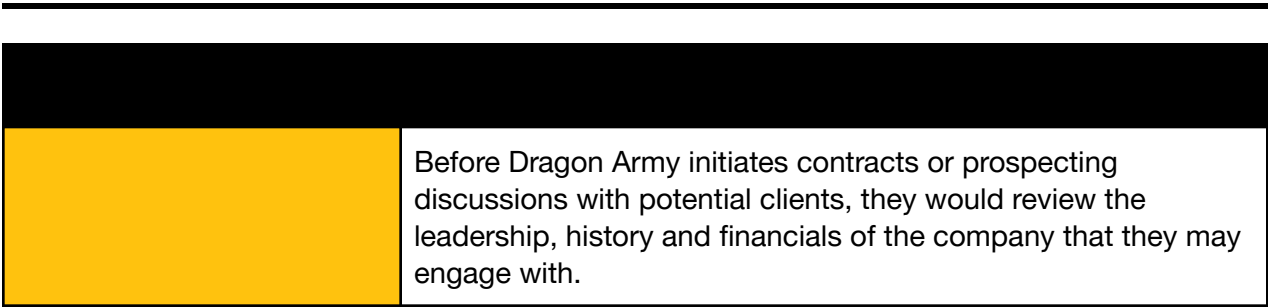 Before Dragon Army initiates contracts or prospecting
discussions with potential clients, they would review the
leadership, history and financials of the company that they may
engage with.